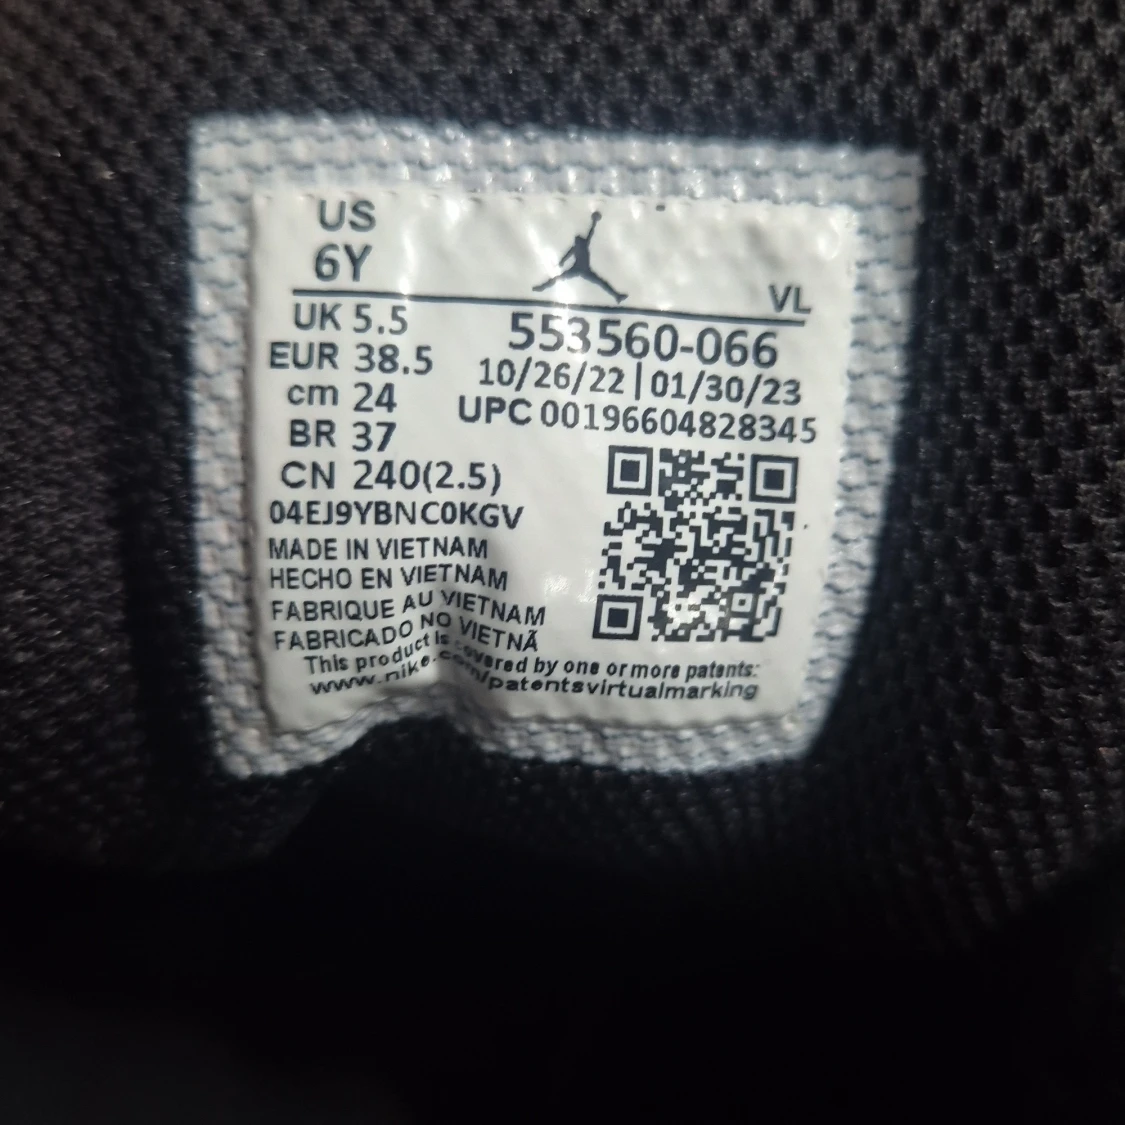 US
6Y
VL
UK 5.5
EUR 38.5
cm 24
BR 37
CN 240(2.5)
553560-066
10/26/22 | 01/30/23
UPC 00196604828345
04EJ9YBNC0KGV
MADE IN VIETNAM
HECHO EN VIETNAM
FABRIQUE AU VIETNAM
FABRICADO NO VIETNÃ
This product is covered by one or more patents:
www.nike.com/patentsvirtualmarking